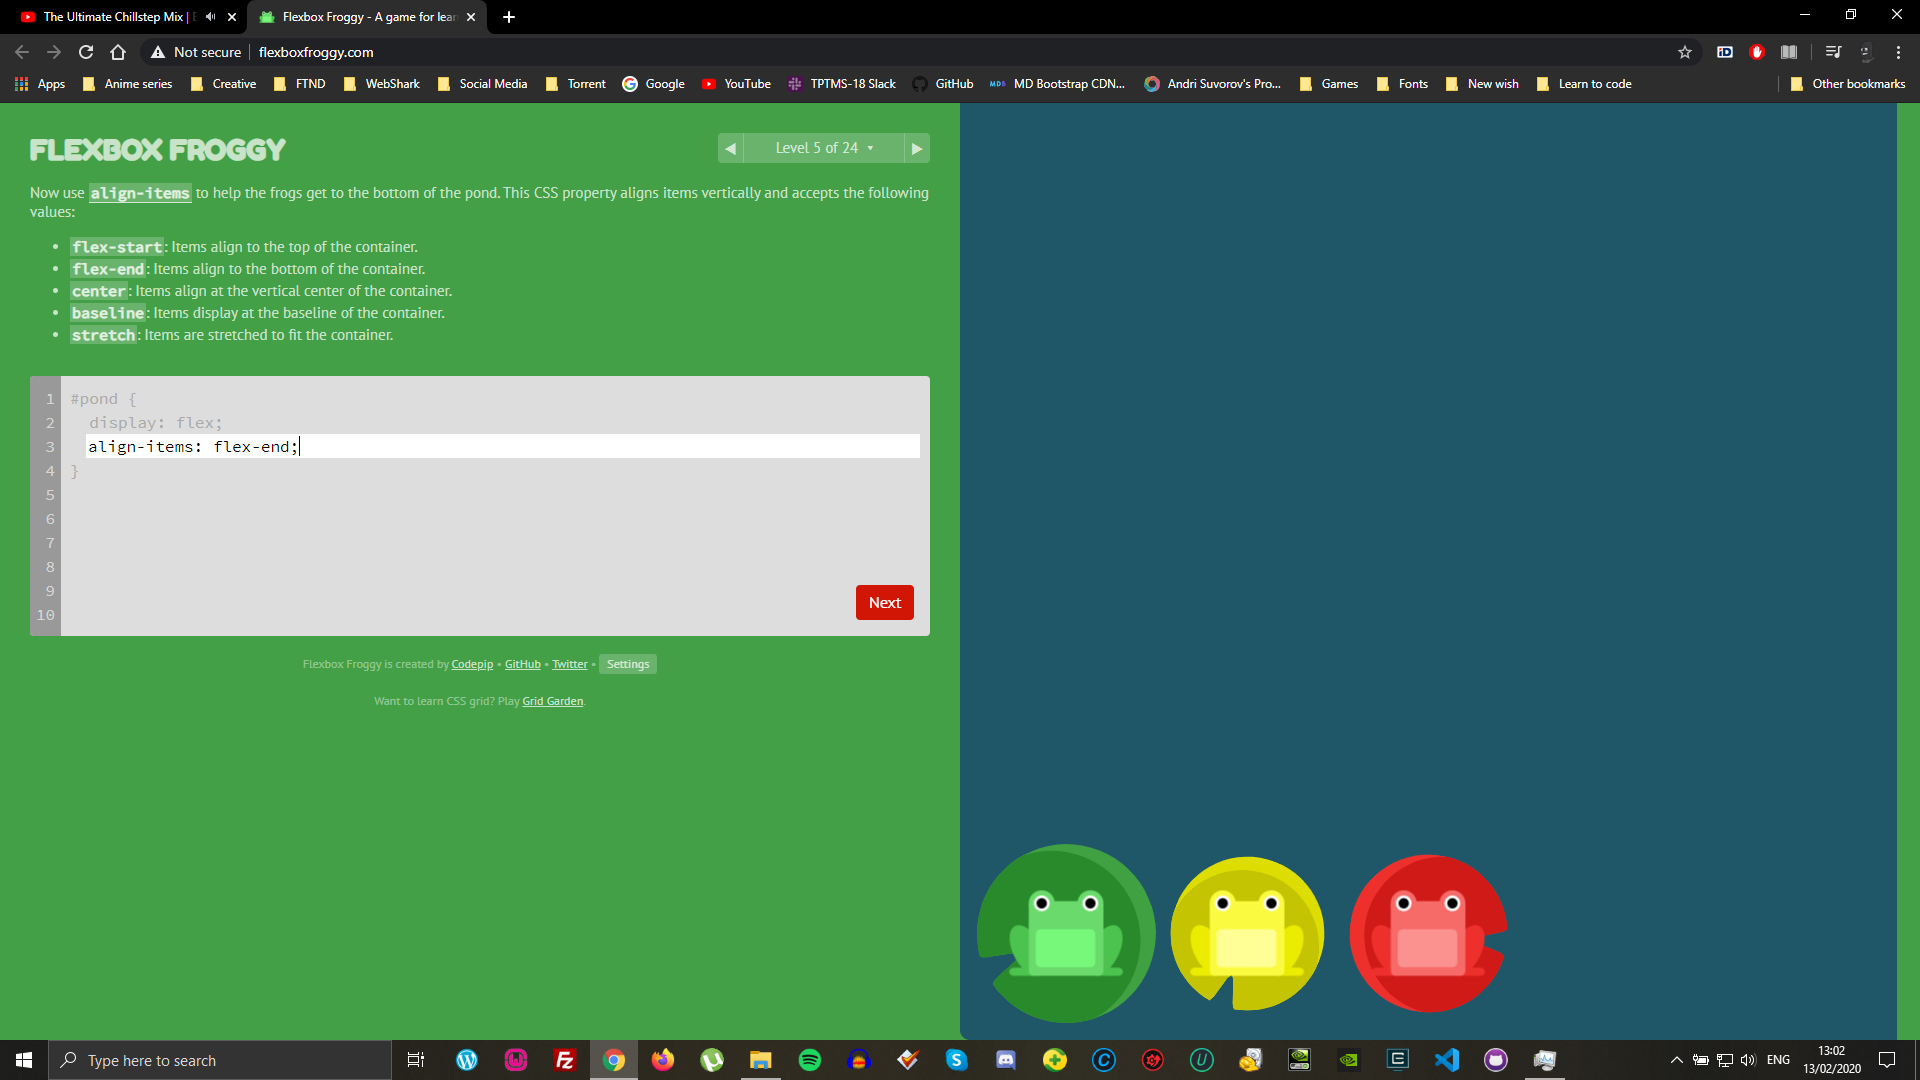 The Ultimate Chillstep Mix |
Flexbox Froggy - A game for lear
Not secure | flexboxfroggy.com
Apps Anime series Creative FTND WebShark Social Media Torrent Google YouTube TPTMS-18 Slack GitHub MD Bootstrap CDN... Andri Suvorov's Pro... Games Fonts New wish Learn to code Other bookmarks
FLEXBOX FROGGY
◀ Level 5 of 24 ▾ ▶
Now use align-items to help the frogs get to the bottom of the pond. This CSS property aligns items vertically and accepts the following
values:
• flex-start: Items align to the top of the container.
• flex-end: Items align to the bottom of the container.
• center: Items align at the vertical center of the container.
• baseline: Items display at the baseline of the container.
• stretch: Items are stretched to fit the container.
1 #pond {
2 display: flex;
3 align-items: flex-end;
4 }
5
6
7
8
9
10
Next
Flexbox Froggy is created by Codepip • GitHub • Twitter • Settings
Want to learn CSS grid? Play Grid Garden.
Type here to search
ENG
13:02
13/02/2020